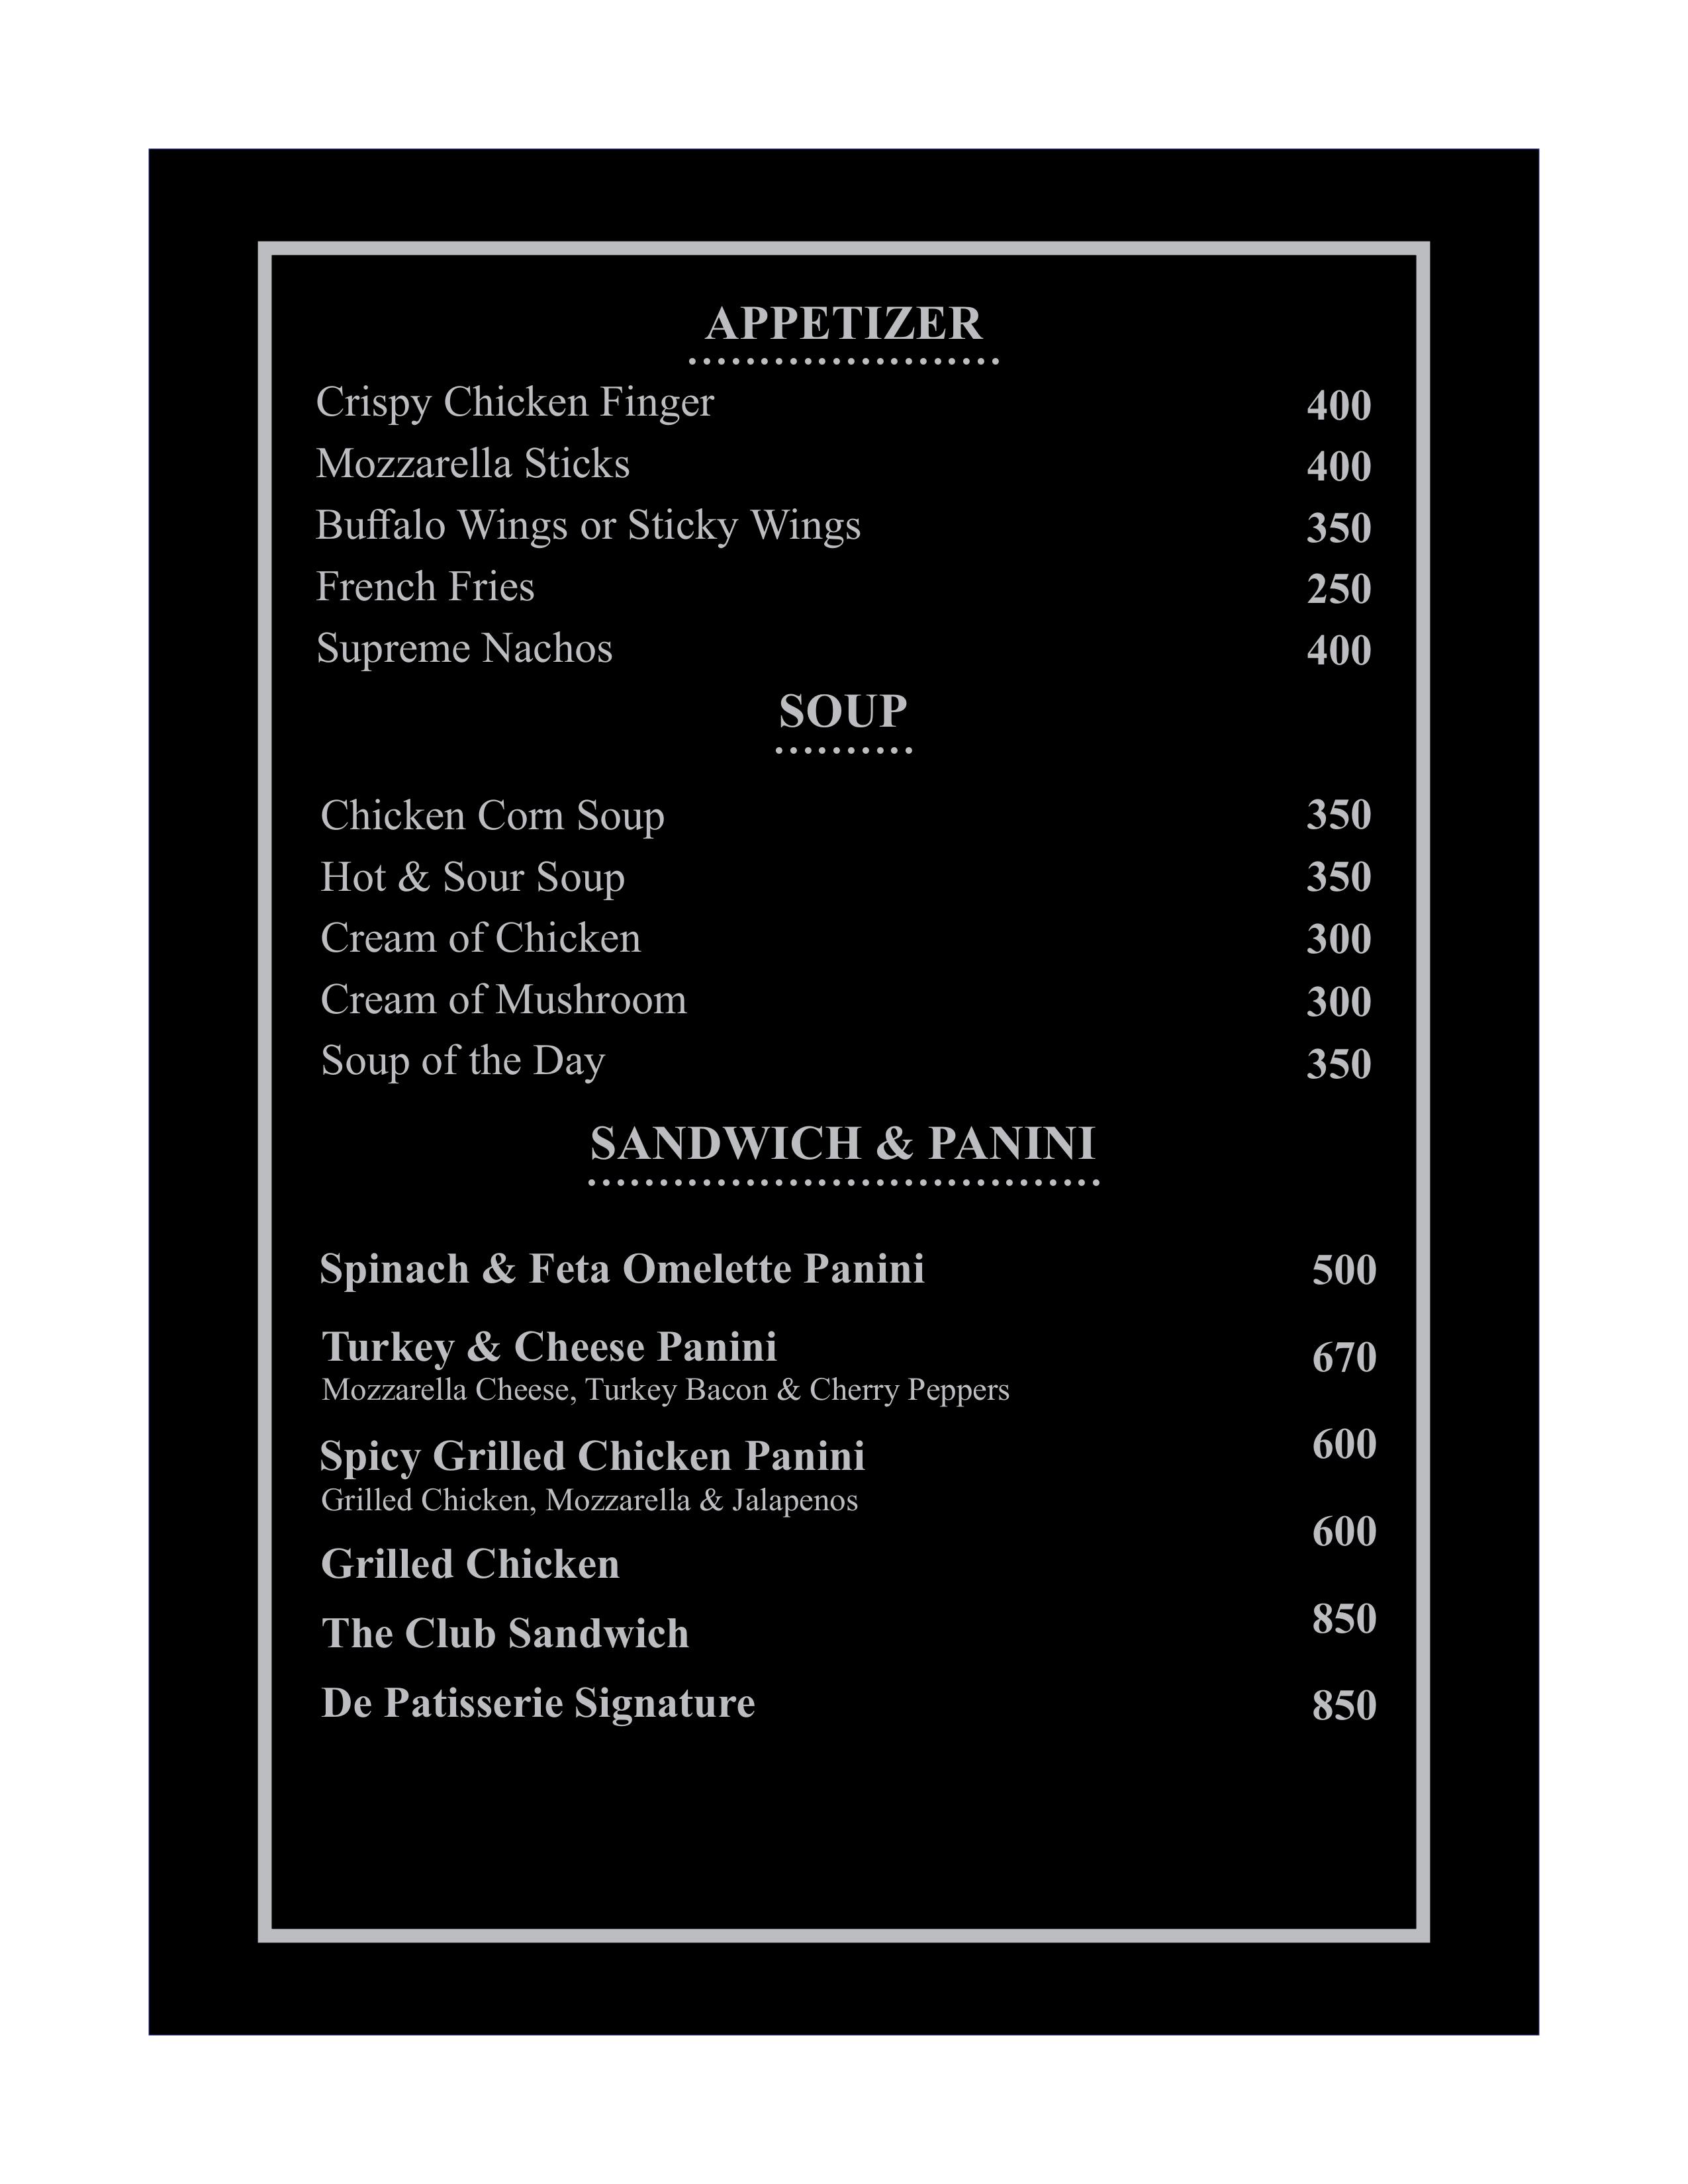 APPETIZER
Crispy Chicken Finger 400
Mozzarella Sticks 400
Buffalo Wings or Sticky Wings 350
French Fries 250
Supreme Nachos 400
SOUP
Chicken Corn Soup 350
Hot & Sour Soup 350
Cream of Chicken 300
Cream of Mushroom 300
Soup of the Day 350
SANDWICH & PANINI
Spinach & Feta Omelette Panini 500
Turkey & Cheese Panini 670
Mozzarella Cheese, Turkey Bacon & Cherry Peppers
Spicy Grilled Chicken Panini 600
Grilled Chicken, Mozzarella & Jalapenos
Grilled Chicken 600
The Club Sandwich 850
De Patisserie Signature 850